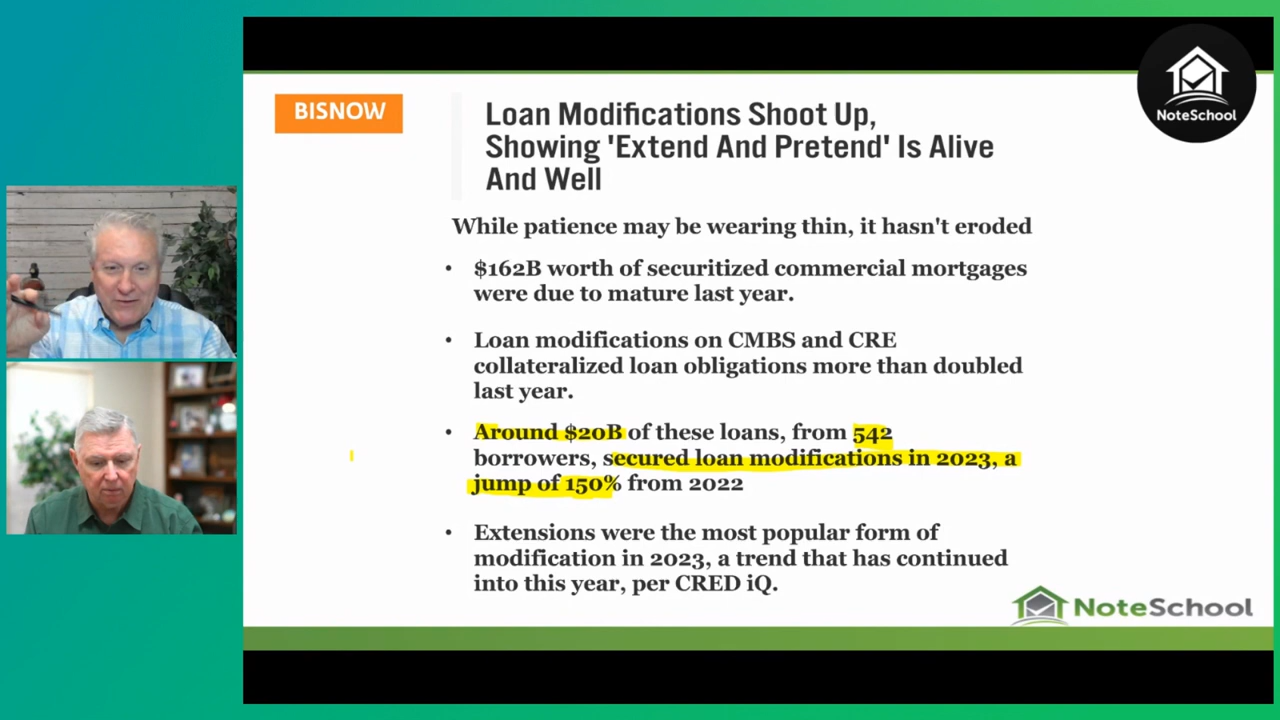 BISNOW
Loan Modifications Shoot Up,
Showing 'Extend And Pretend' Is Alive
And Well
NoteSchool
While patience may be wearing thin, it hasn't eroded
• $162B worth of securitized commercial mortgages
were due to mature last year.
• Loan modifications on CMBS and CRE
collateralized loan obligations more than doubled
last year.
• Around $20B of these loans, from 542
borrowers, secured loan modifications in 2023, a
jump of 150% from 2022
• Extensions were the most popular form of
modification in 2023, a trend that has continued
into this year, per CRED iQ.
NoteSchool